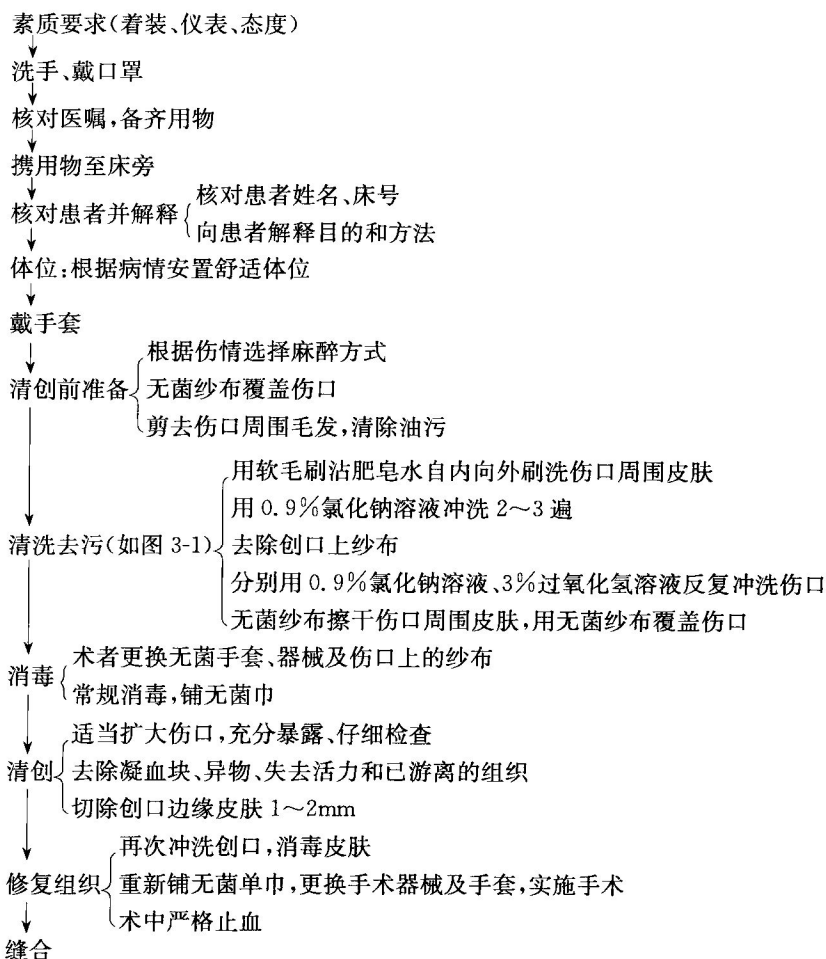 素质要求(着装、仪表、态度)
洗手、戴口罩
核对医嘱,备齐用物
携用物至床旁
核对患者并解释
核对患者姓名、床号
向患者解释目的和方法
体位:根据病情安置舒适体位
戴手套
清创前准备
根据伤情选择麻醉方式
无菌纱布覆盖伤口
剪去伤口周围毛发,清除油污
清洗去污(如图 3-1)
用软毛刷沾肥皂水自内向外刷洗伤口周围皮肤
用 0.9%氯化钠溶液冲洗 2～3 遍
去除创口上纱布
分别用 0.9%氯化钠溶液、3%过氧化氢溶液反复冲洗伤口
无菌纱布擦干伤口周围皮肤,用无菌纱布覆盖伤口
消毒
术者更换无菌手套、器械及伤口上的纱布
常规消毒,铺无菌巾
清创
适当扩大伤口,充分暴露、仔细检查
去除凝血块、异物、失去活力和已游离的组织
切除创口边缘皮肤 1～2mm
修复组织
再次冲洗创口,消毒皮肤
重新铺无菌单巾,更换手术器械及手套,实施手术
术中严格止血
缝合